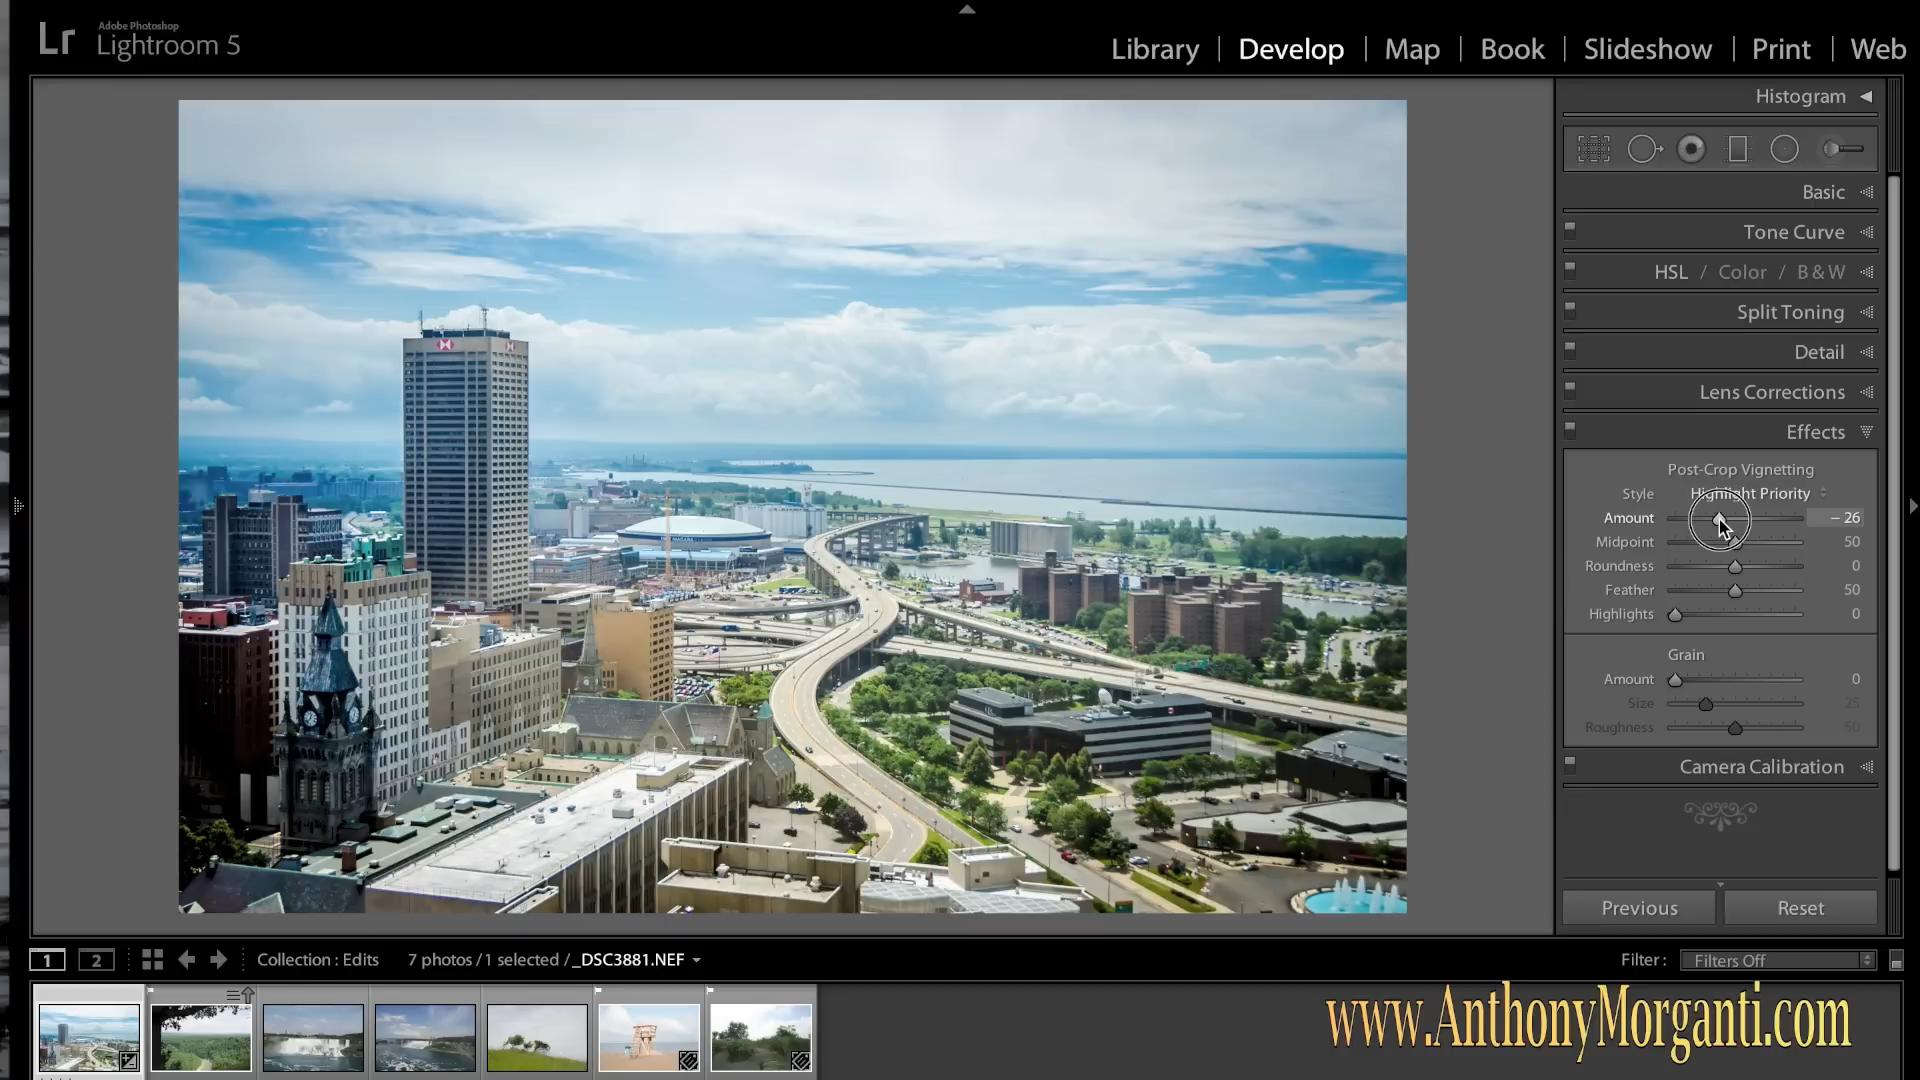 Lr
Adobe Photoshop
Lightroom 5
Library | Develop | Map | Book | Slideshow | Print | Web
Histogram
Basic
Tone Curve
HSL / Color / B & W
Split Toning
Detail
Lens Corrections
Effects
Post-Crop Vignetting
Style Highlight Priority
Amount – 26
Midpoint 50
Roundness 0
Feather 50
Highlights 0
Grain
Amount 0
Size 25
Roughness 50
Camera Calibration
Previous Reset
1 2 Collection : Edits 7 photos / 1 selected / _DSC3881.NEF Filter : Filters Off
www.AnthonyMorganti.com